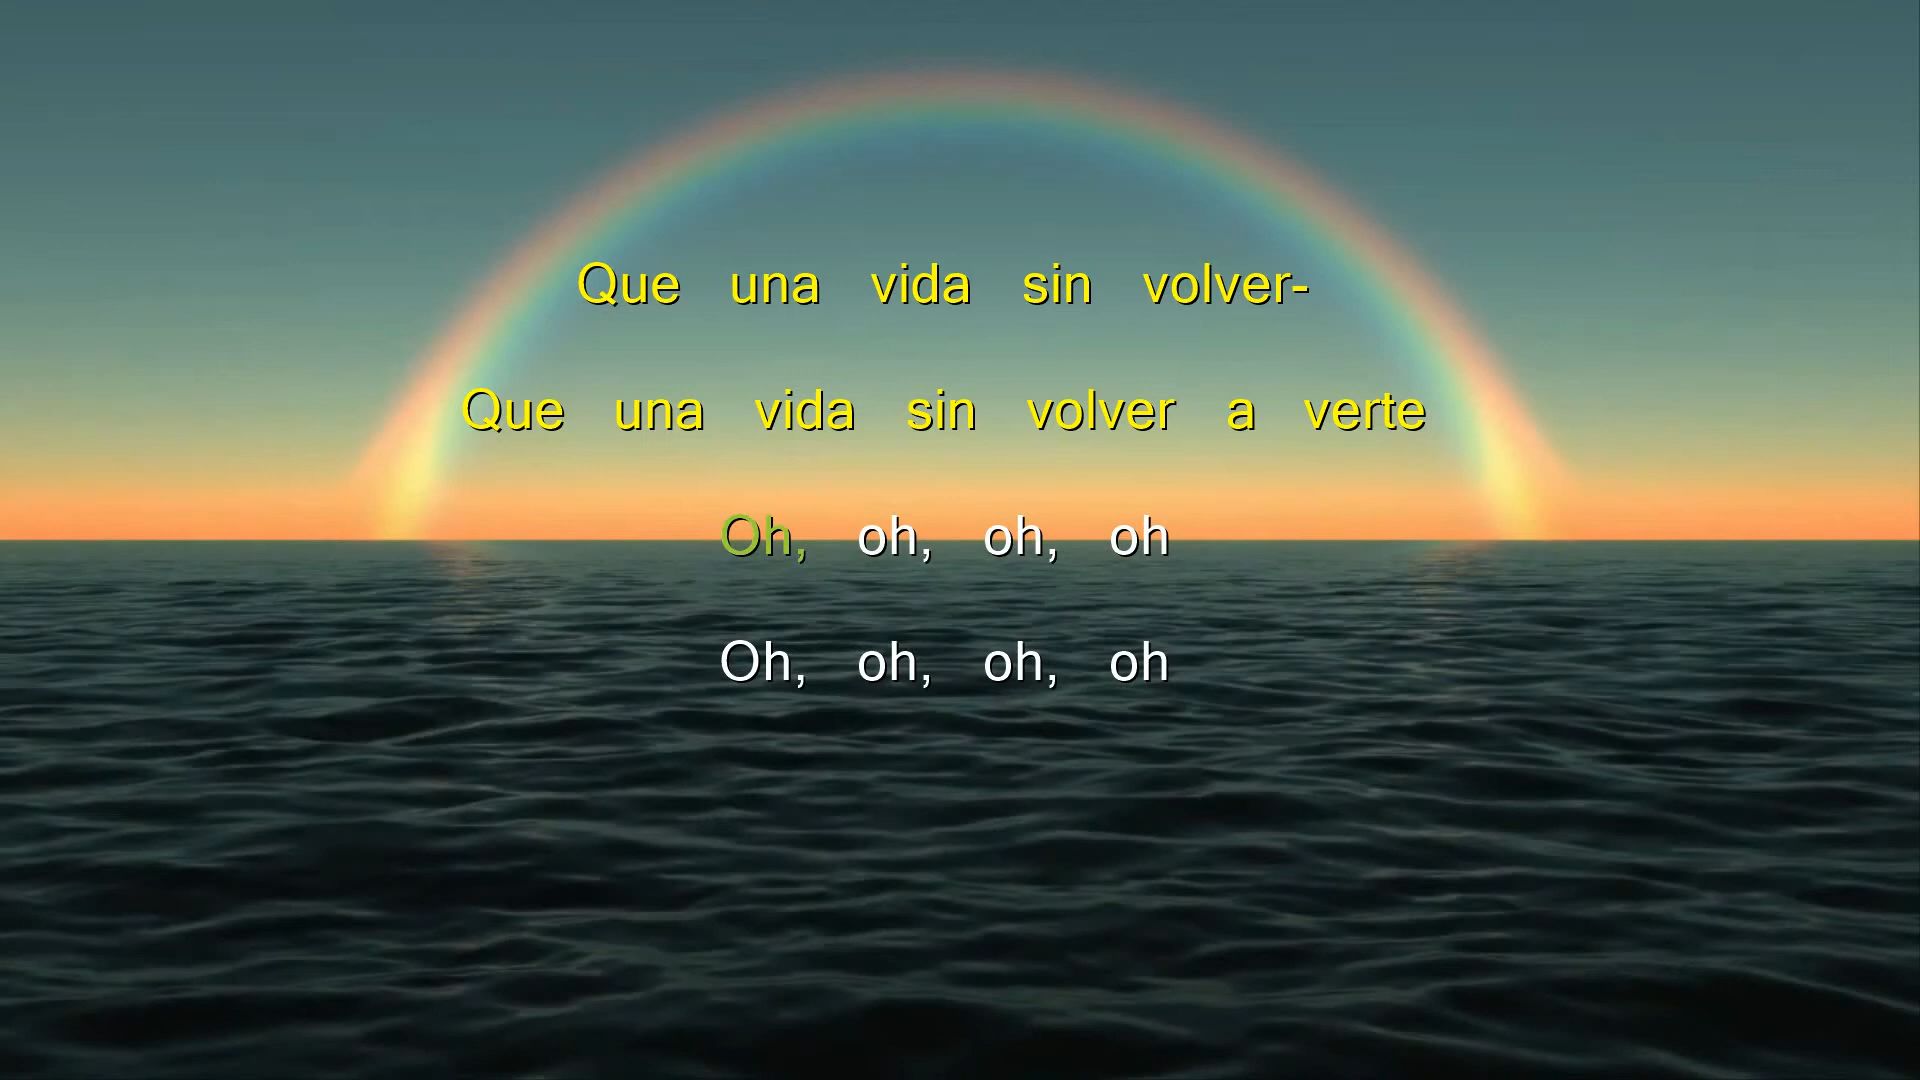 Que una vida sin volver-
Que una vida sin volver a verte
Oh, oh, oh, oh
Oh, oh, oh, oh